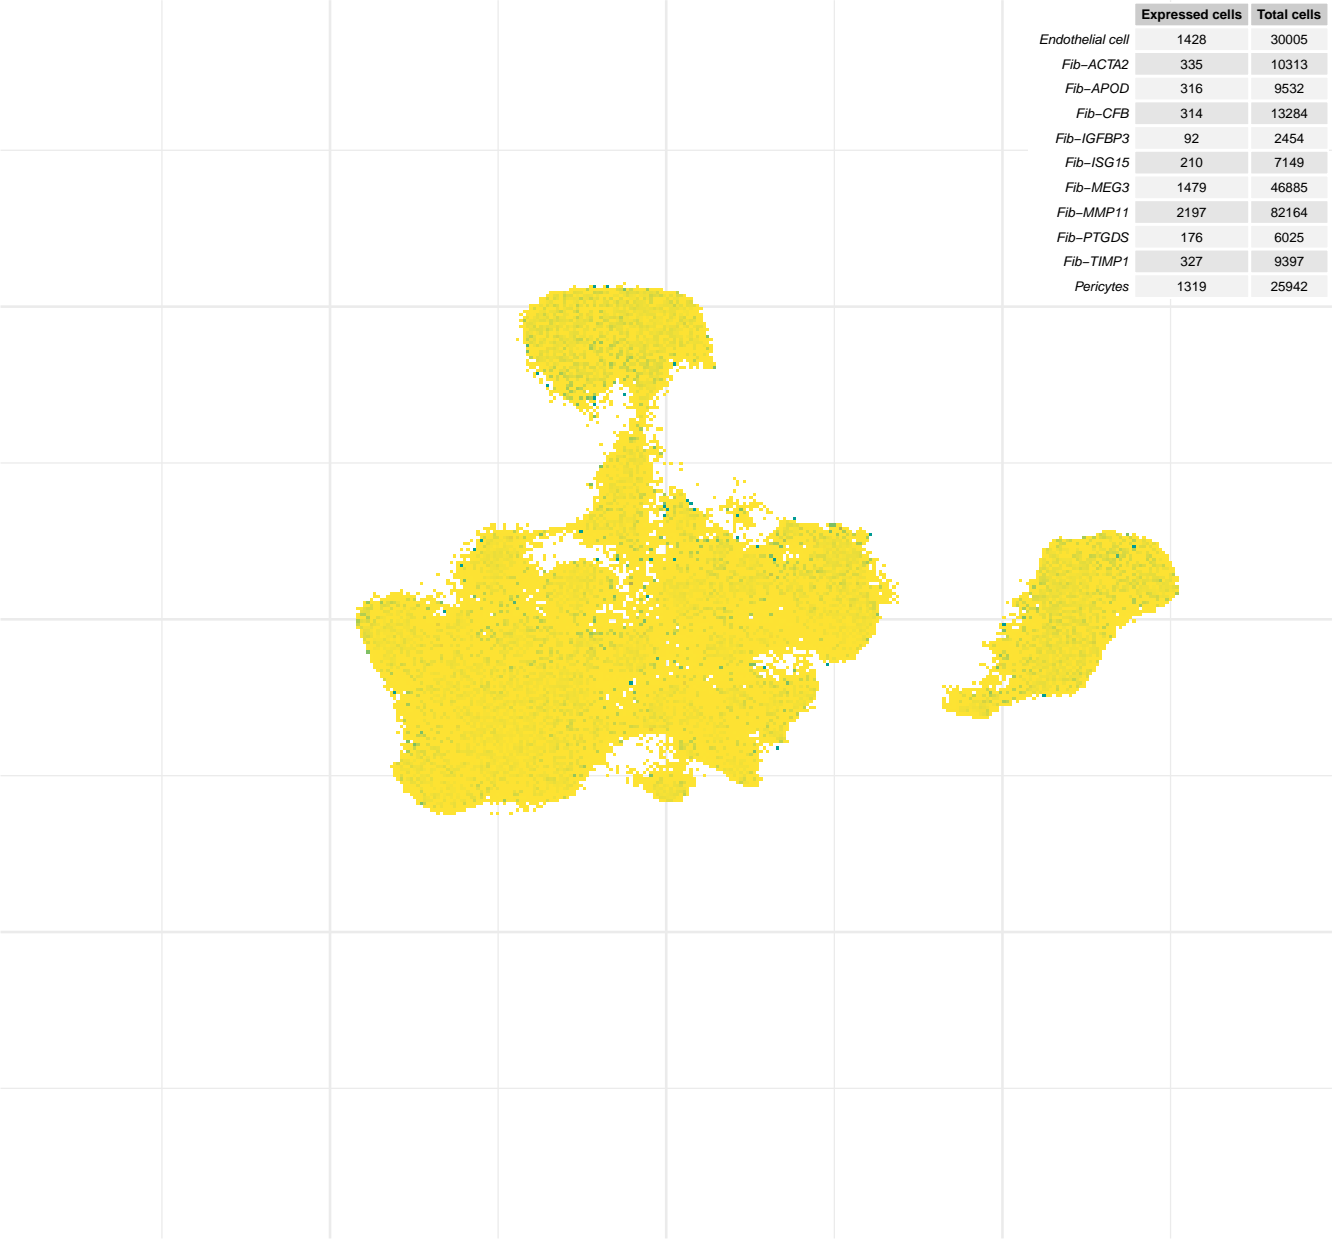 Expressed cells Total cells
Endothelial cell 1428 30005
Fib−ACTA2 335 10313
Fib−APOD 316 9532
Fib−CFB 314 13284
Fib−IGFBP3 92 2454
Fib−ISG15 210 7149
Fib−MEG3 1479 46885
Fib−MMP11 2197 82164
Fib−PTGDS 176 6025
Fib−TIMP1 327 9397
Pericytes 1319 25942